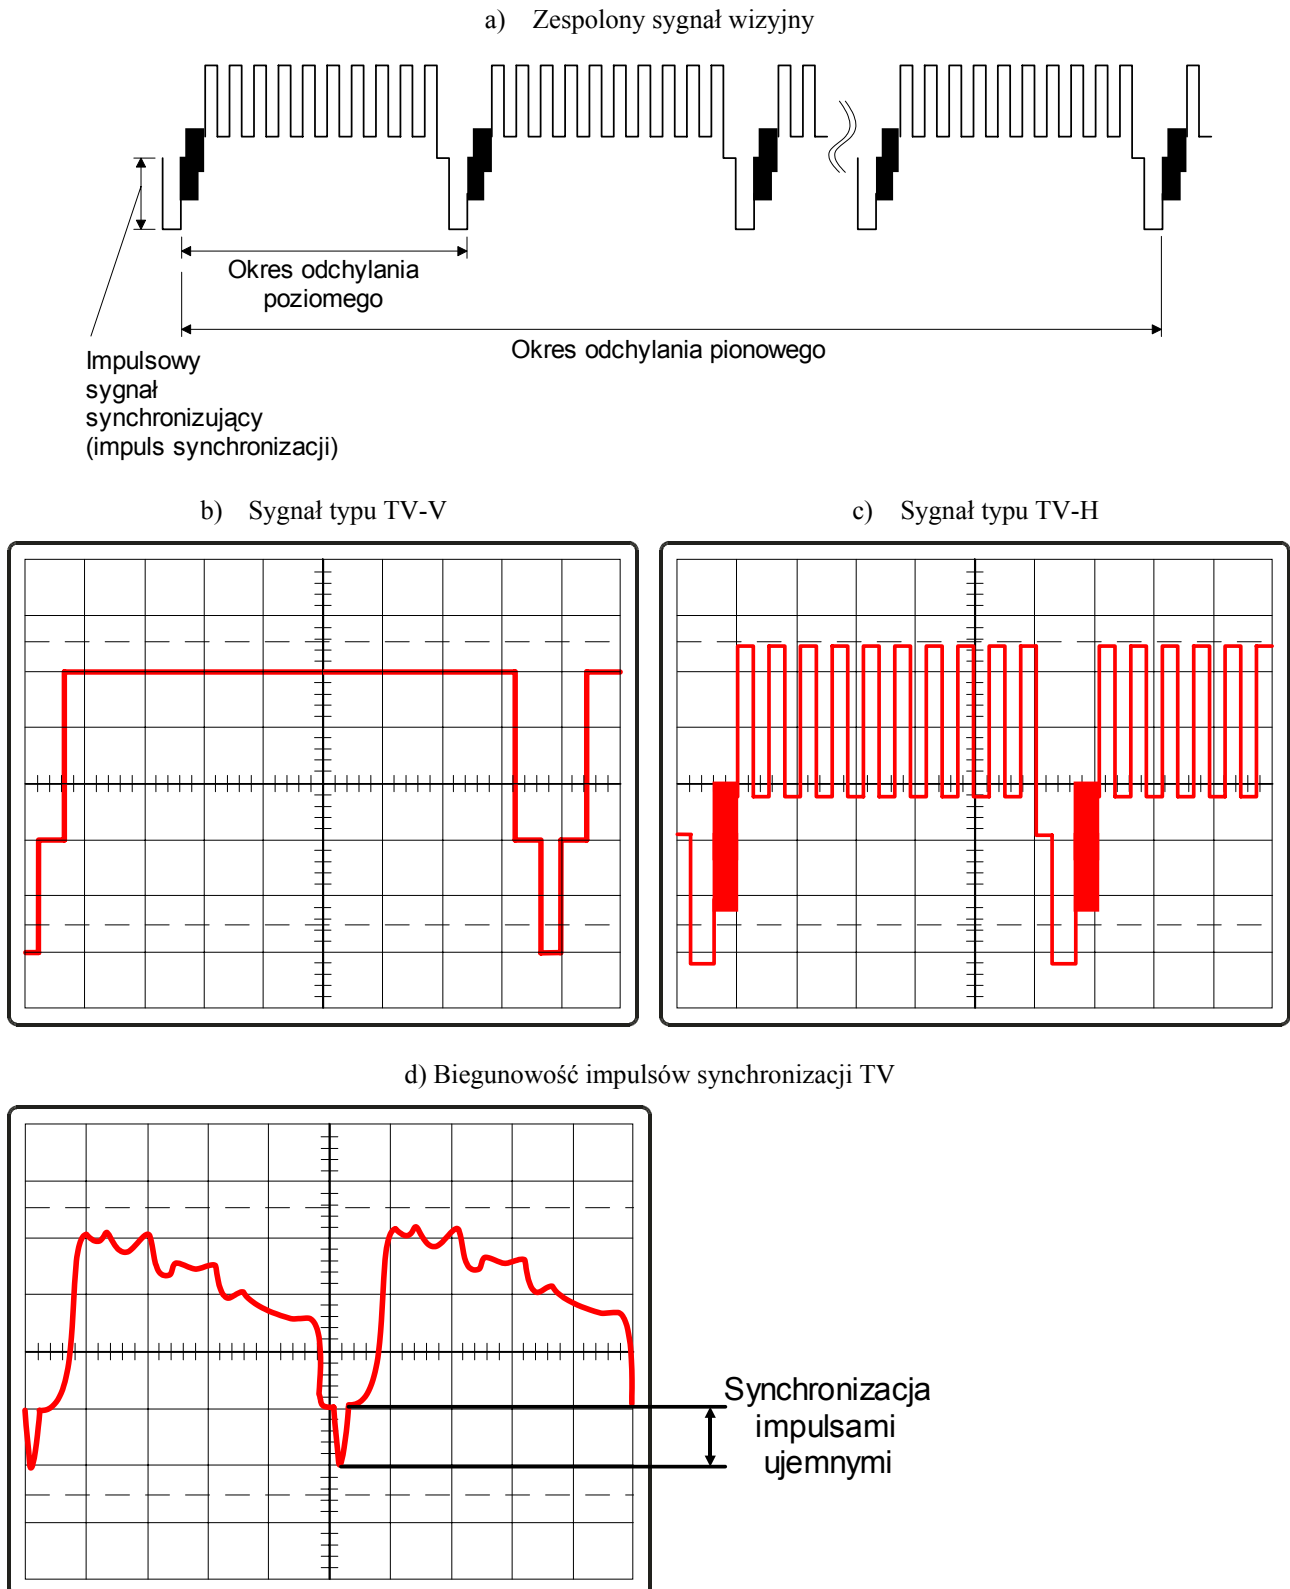 a) Zespolony sygnał wizyjny
Okres odchylania
poziomego
Okres odchylania pionowego
Impulsowy
sygnał
synchronizujący
(impuls synchronizacji)
b) Sygnał typu TV-V
c) Sygnał typu TV-H
d) Biegunowość impulsów synchronizacji TV
Synchronizacja
impulsami
ujemnymi